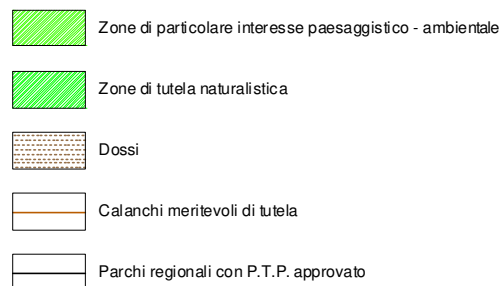 Zone di particolare interesse paesaggistico - ambientale
Zone di tutela naturalistica
Dossi
Calanchi meritevoli di tutela
Parchi regionali con P.T.P. approvato